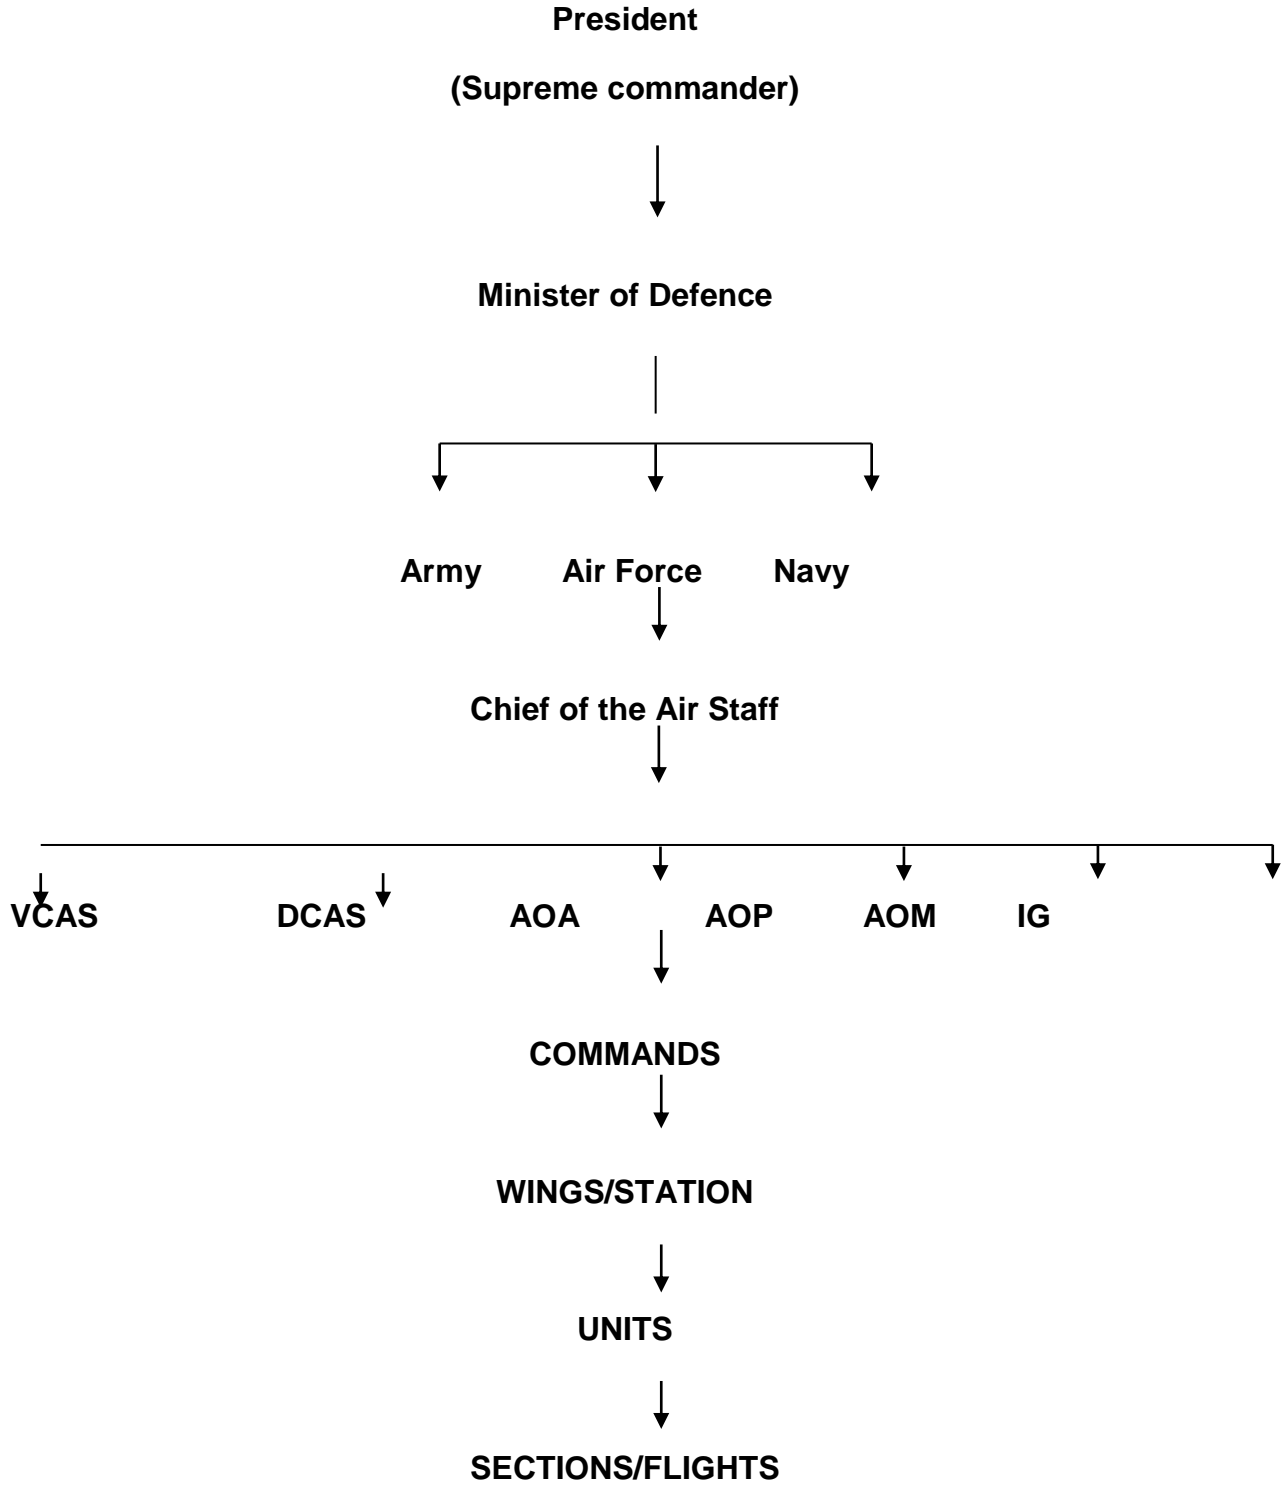 President
(Supreme commander)
Minister of Defence
Army Air Force Navy
Chief of the Air Staff
VCAS DCAS AOA AOP AOM IG
COMMANDS
WINGS/STATION
UNITS
SECTIONS/FLIGHTS